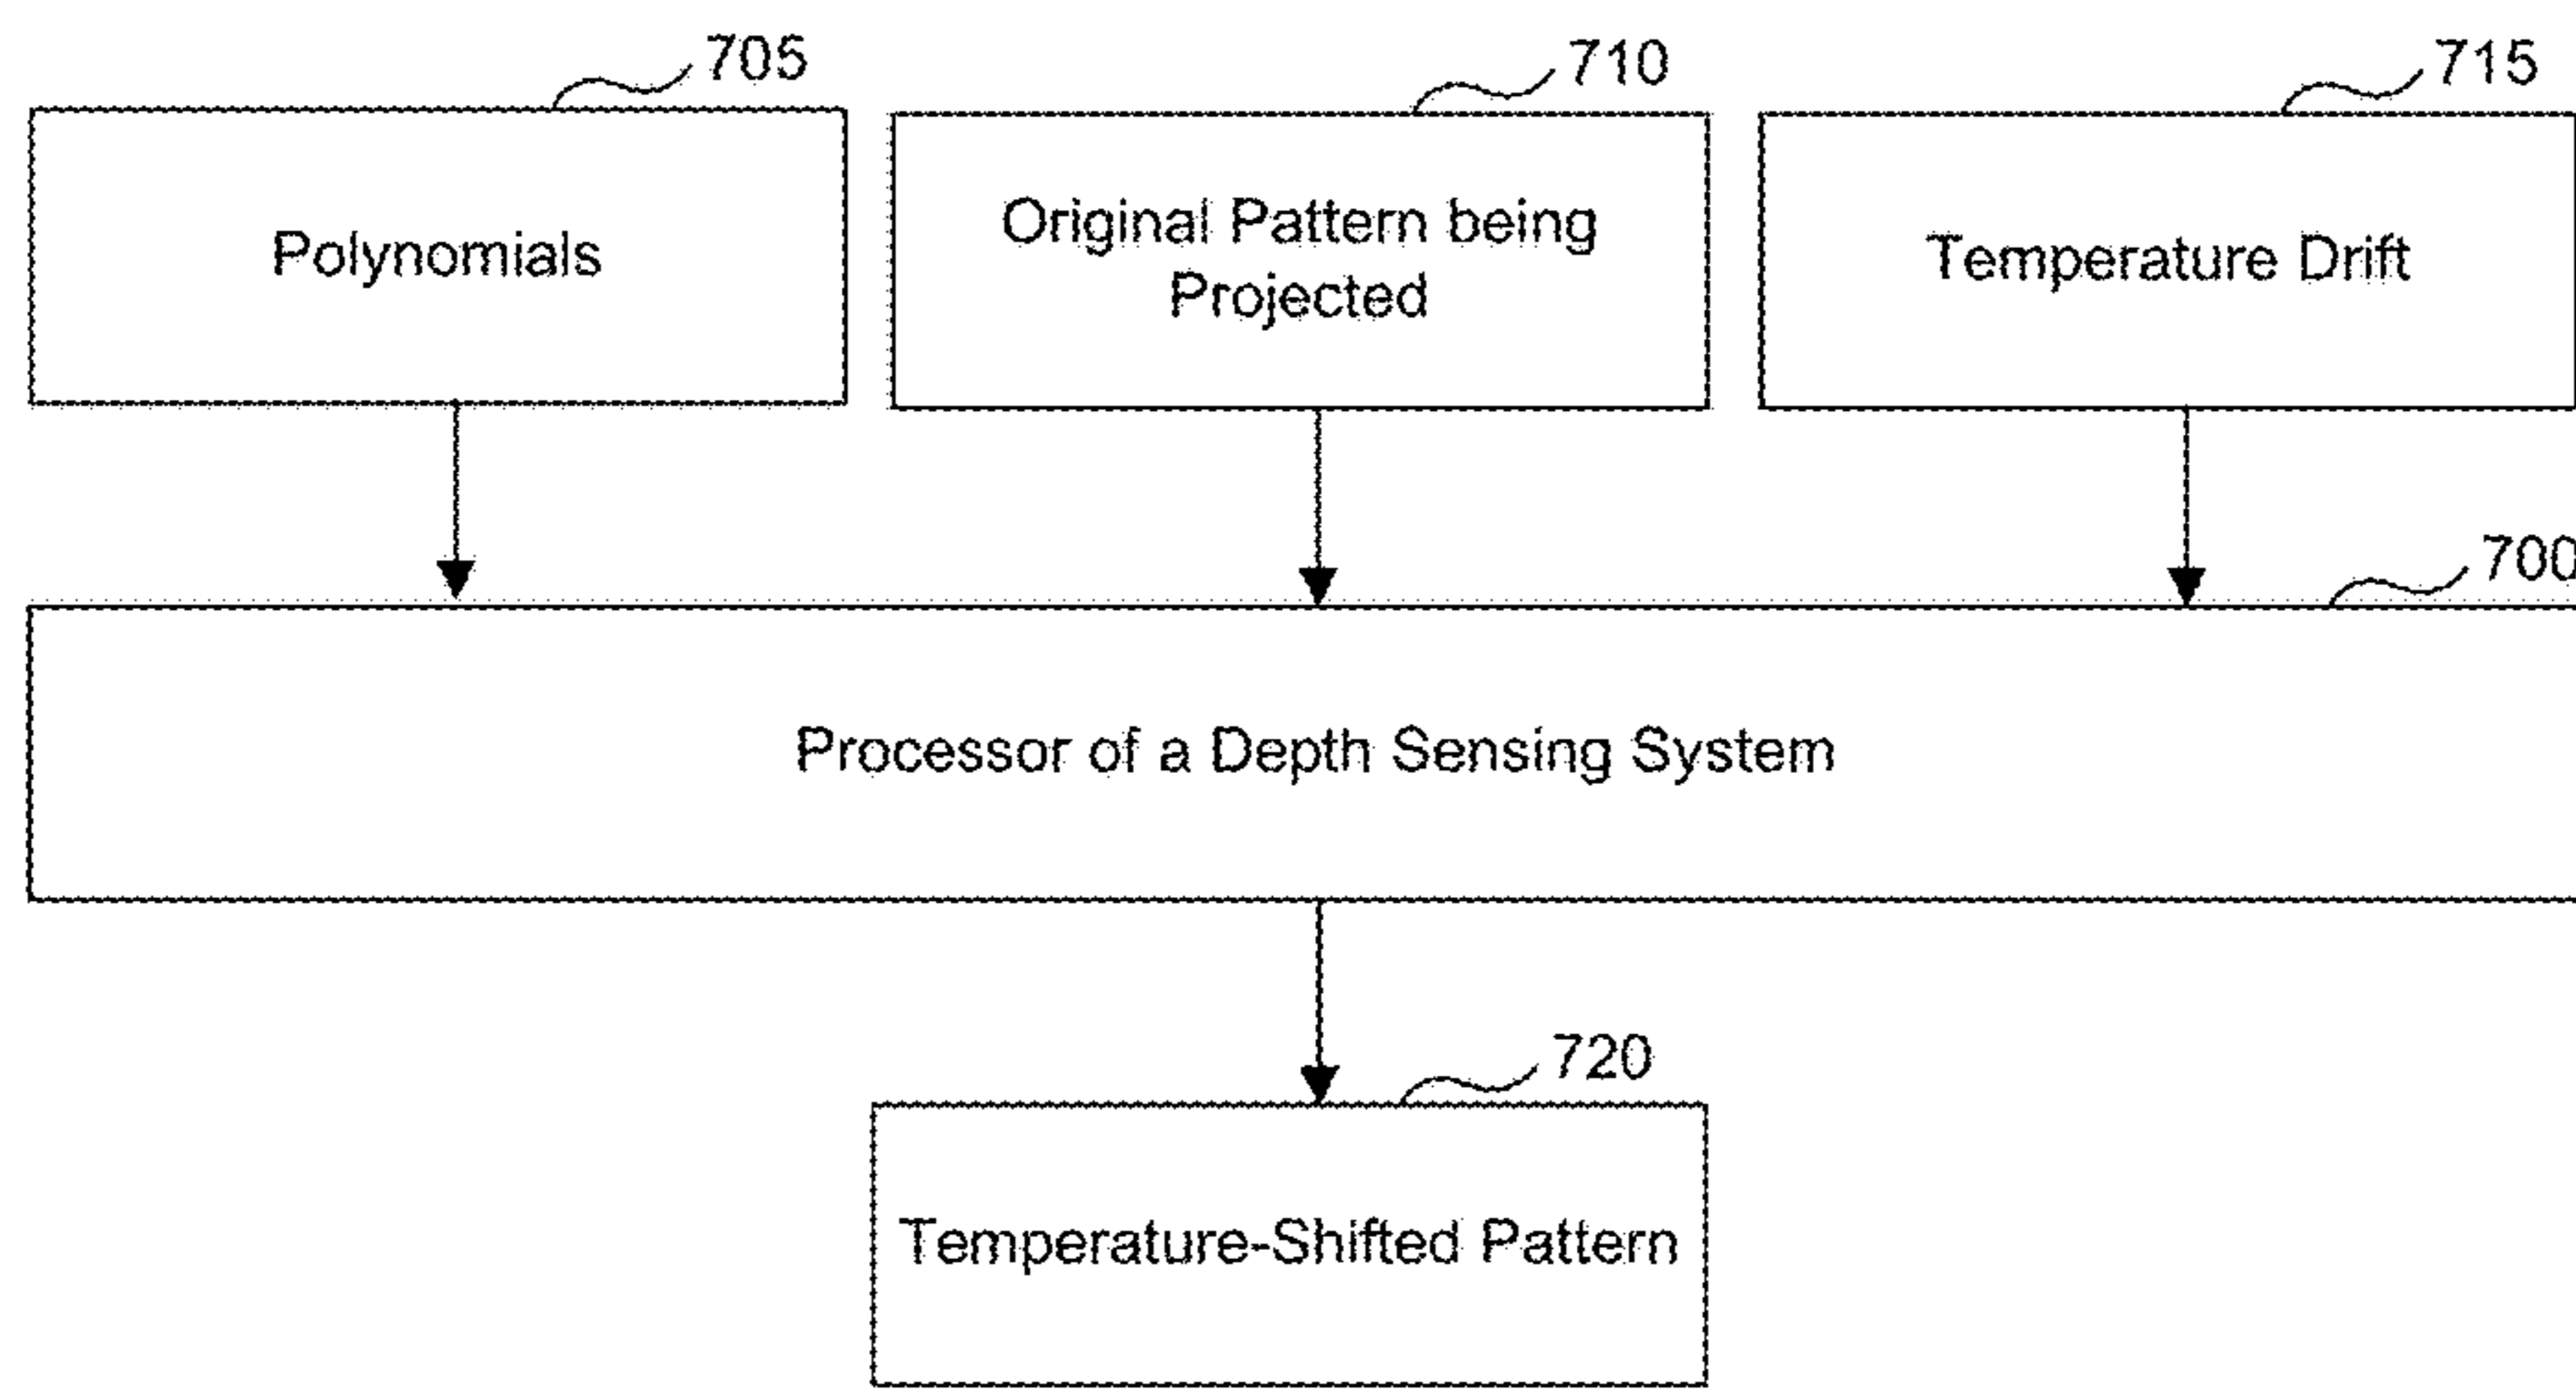 705
710
715
Polynomials
Original Pattern being
Projected
Temperature Drift
700
Processor of a Depth Sensing System
720
Temperature-Shifted Pattern